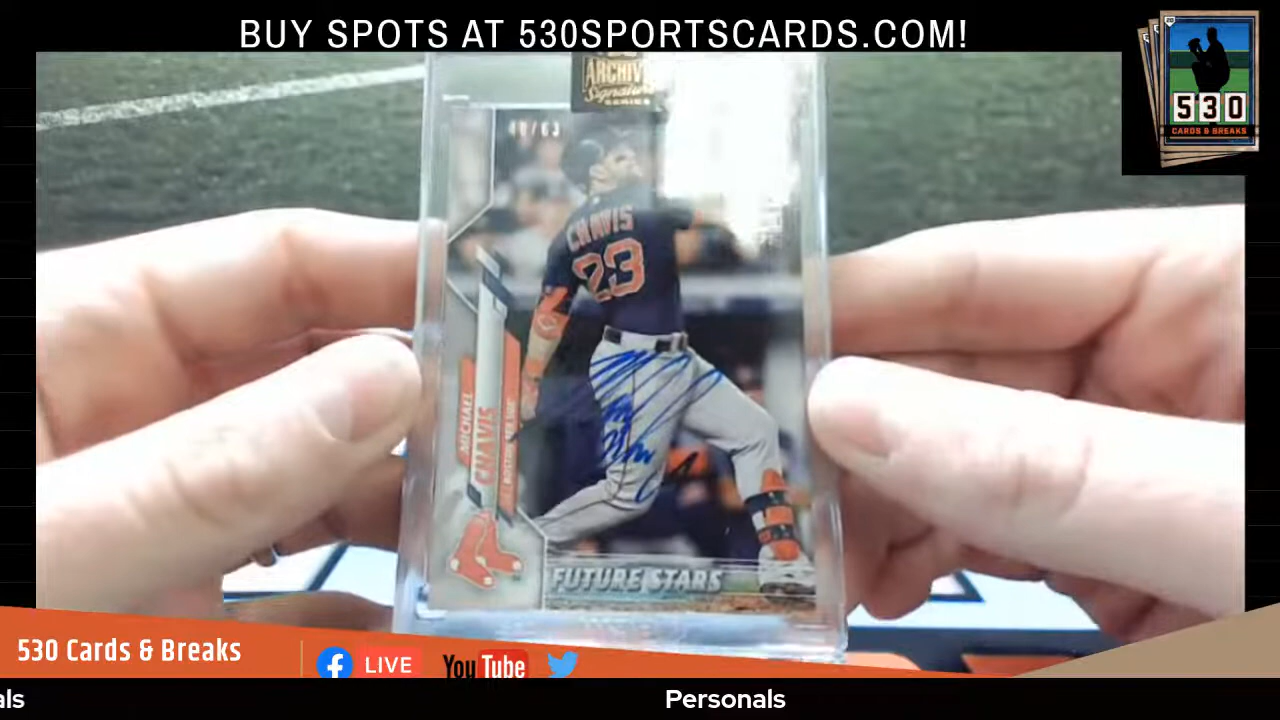 BUY SPOTS AT 530SPORTSCARDS.COM!
530
CARDS & BREAKS
ARCHIVE
Signature
SERIES
CHAVIS
23
MICHAEL
CHAVIS
FUTURE STARS
530 Cards & Breaks
LIVE
YouTube
als
Personals